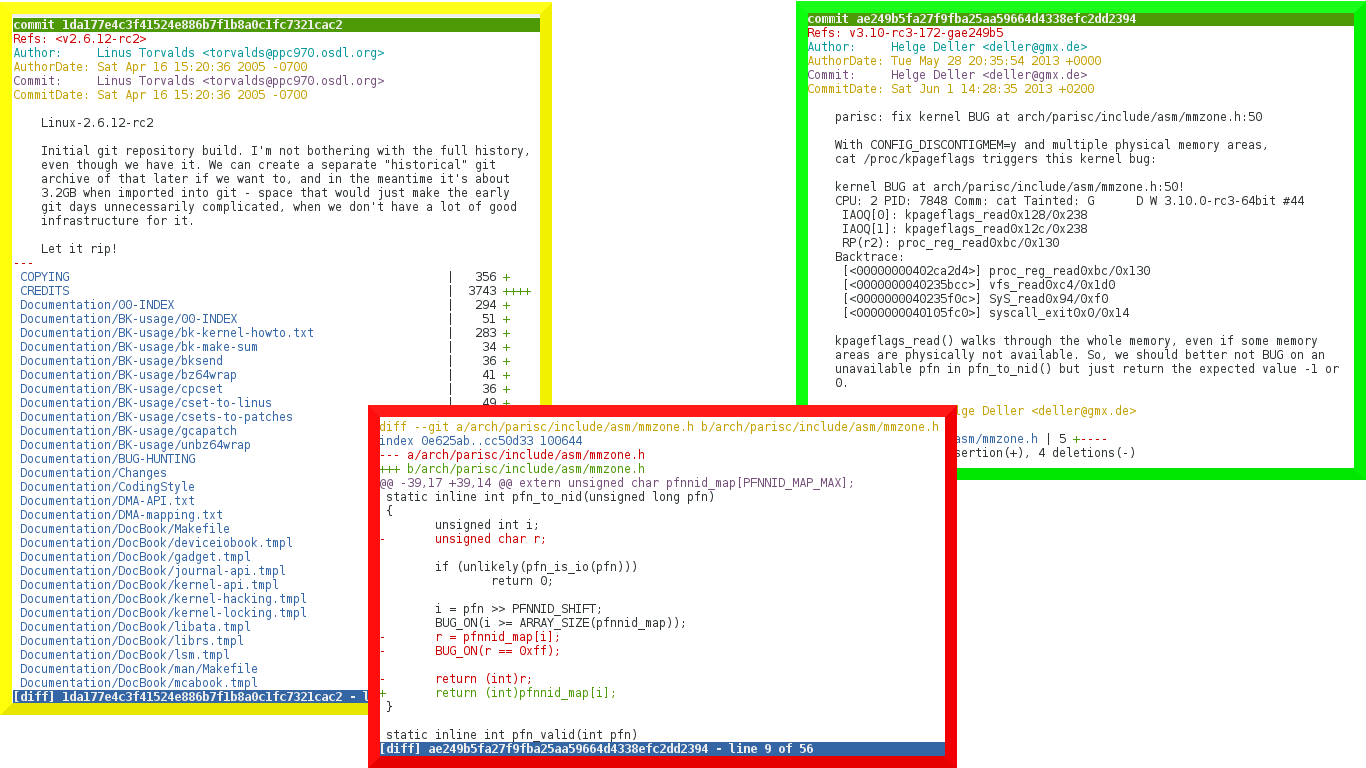 commit 1da177e4c3f41524e886b7f1b8a0c1fc7321cac2
Refs: <v2.6.12-rc2>
Author:     Linus Torvalds <torvalds@ppc970.osdl.org>
AuthorDate: Sat Apr 16 15:20:36 2005 -0700
Commit:     Linus Torvalds <torvalds@ppc970.osdl.org>
CommitDate: Sat Apr 16 15:20:36 2005 -0700
Linux-2.6.12-rc2
Initial git repository build. I'm not bothering with the full history,
even though we have it. We can create a separate "historical" git
archive of that later if we want to, and in the meantime it's about
3.2GB when imported into git - space that would just make the early
git days unnecessarily complicated, when we don't have a lot of good
infrastructure for it.
Let it rip!
---
COPYING | 356 +
CREDITS | 3743 ++++
Documentation/00-INDEX | 294 +
Documentation/BK-usage/00-INDEX | 51 +
Documentation/BK-usage/bk-kernel-howto.txt | 283 +
Documentation/BK-usage/bk-make-sum | 34 +
Documentation/BK-usage/bksend | 36 +
Documentation/BK-usage/bz64wrap | 41 +
Documentation/BK-usage/cpcset | 36 +
Documentation/BK-usage/cset-to-linus | 49 +
Documentation/BK-usage/csets-to-patches
Documentation/BK-usage/gcapatch
Documentation/BK-usage/unbz64wrap
Documentation/BUG-HUNTING
Documentation/Changes
Documentation/CodingStyle
Documentation/DMA-API.txt
Documentation/DMA-mapping.txt
Documentation/DocBook/Makefile
Documentation/DocBook/deviceiobook.tmpl
Documentation/DocBook/gadget.tmpl
Documentation/DocBook/journal-api.tmpl
Documentation/DocBook/kernel-api.tmpl
Documentation/DocBook/kernel-hacking.tmpl
Documentation/DocBook/kernel-locking.tmpl
Documentation/DocBook/libata.tmpl
Documentation/DocBook/librs.tmpl
Documentation/DocBook/lsm.tmpl
Documentation/DocBook/man/Makefile
Documentation/DocBook/mcabook.tmpl
[diff] 1da177e4c3f41524e886b7f1b8a0c1fc7321cac2 - l
commit ae249b5fa27f9fba25aa59664d4338efc2dd2394
Refs: v3.10-rc3-172-gae249b5
Author:     Helge Deller <deller@gmx.de>
AuthorDate: Tue May 28 20:35:54 2013 +0000
Commit:     Helge Deller <deller@gmx.de>
CommitDate: Sat Jun 1 14:28:35 2013 +0200
parisc: fix kernel BUG at arch/parisc/include/asm/mmzone.h:50
With CONFIG_DISCONTIGMEM=y and multiple physical memory areas,
cat /proc/kpageflags triggers this kernel bug:
kernel BUG at arch/parisc/include/asm/mmzone.h:50!
CPU: 2 PID: 7848 Comm: cat Tainted: G      D W 3.10.0-rc3-64bit #44
IAOQ[0]: kpageflags_read0x128/0x238
IAOQ[1]: kpageflags_read0x12c/0x238
RP(r2): proc_reg_read0xbc/0x130
Backtrace:
[<00000000402ca2d4>] proc_reg_read0xbc/0x130
[<0000000040235bcc>] vfs_read0xc4/0x1d0
[<0000000040235f0c>] SyS_read0x94/0xf0
[<0000000040105fc0>] syscall_exit0x0/0x14
kpageflags_read() walks through the whole memory, even if some memory
areas are physically not available. So, we should better not BUG on an
unavailable pfn in pfn_to_nid() but just return the expected value -1 or
0.
lge Deller <deller@gmx.de>
asm/mmzone.h | 5 +----
sertion(+), 4 deletions(-)
diff --git a/arch/parisc/include/asm/mmzone.h b/arch/parisc/include/asm/mmzone.h
index 0e625ab..cc50d33 100644
--- a/arch/parisc/include/asm/mmzone.h
+++ b/arch/parisc/include/asm/mmzone.h
@@ -39,17 +39,14 @@ extern unsigned char pfnnid_map[PFNNID_MAP_MAX];
static inline int pfn_to_nid(unsigned long pfn)
{
unsigned int i;
-       unsigned char r;
if (unlikely(pfn_is_io(pfn)))
return 0;
i = pfn >> PFNNID_SHIFT;
BUG_ON(i >= ARRAY_SIZE(pfnnid_map));
-       r = pfnnid_map[i];
-       BUG_ON(r == 0xff);
-       return (int)r;
+       return (int)pfnnid_map[i];
}
static inline int pfn_valid(int pfn)
[diff] ae249b5fa27f9fba25aa59664d4338efc2dd2394 - line 9 of 56